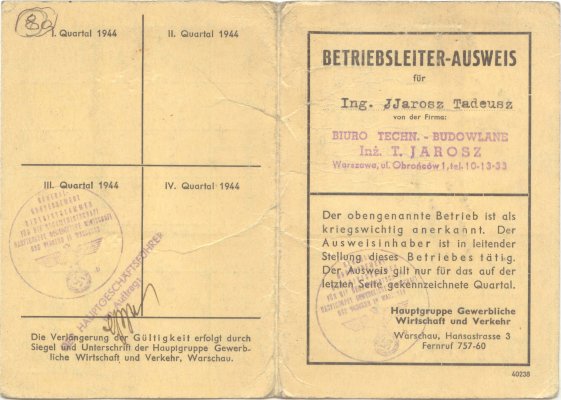 80
I. Quartal 1944
II. Quartal 1944
III. Quartal 1944
IV. Quartal 1944
DER HAUPTGESCHÄFTSFÜHRER
Im Auftrag:
Die Verlängerung der Gültigkeit erfolgt durch
Siegel und Unterschrift der Hauptgruppe Gewerb-
liche Wirtschaft und Verkehr, Warschau.
BETRIEBSLEITER-AUSWEIS
für
Ing. JJarosz Tadeusz
von der Firma:
BIURO TECHN. - BUDOWLANE
Inż. T. JAROSZ
Warszawa, ul. Obrońców 1, tel. 10-13-33
Der obengenannte Betrieb ist als
kriegswichtig anerkannt. Der
Ausweisinhaber ist in leitender
Stellung dieses Betriebes tätig.
Der Ausweis gilt nur für das auf der
letzten Seite gekennzeichnete Quartal.
Hauptgruppe Gewerbliche
Wirtschaft und Verkehr
Warschau, Hansastrasse 3
Fernruf 757-60
40238